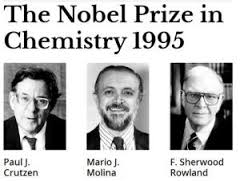 The Nobel Prize in
Chemistry 1995
Paul J.
Crutzen
Mario J.
Molina
F. Sherwood
Rowland